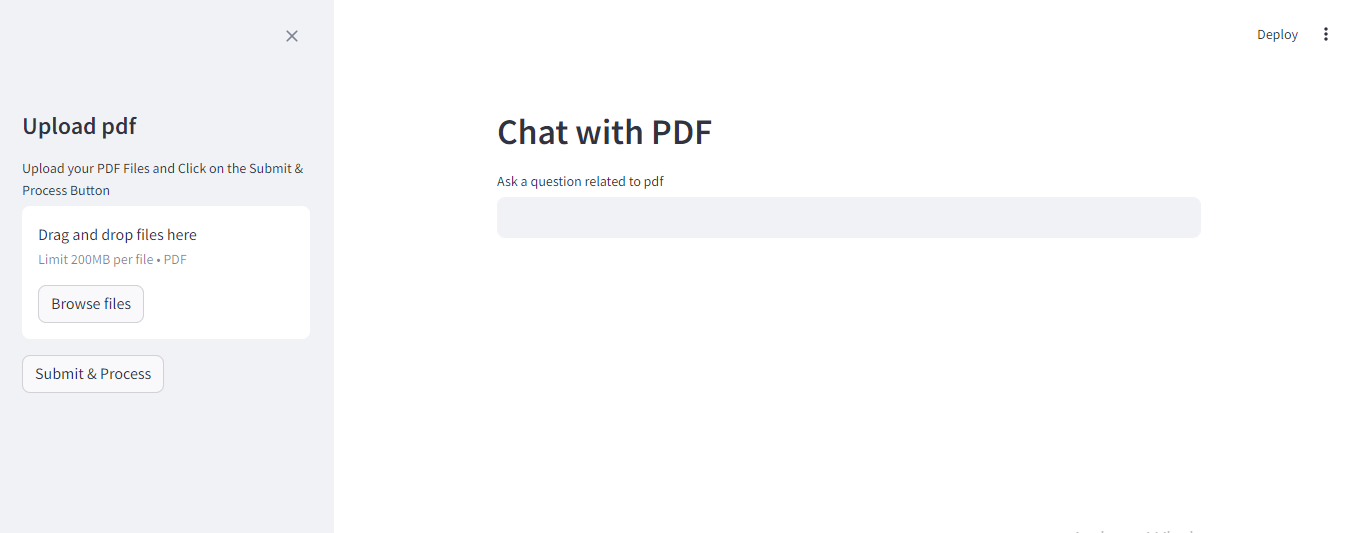 Deploy
Upload pdf
Upload your PDF Files and Click on the Submit &
Process Button
Drag and drop files here
Limit 200MB per file • PDF
Browse files
Submit & Process
Chat with PDF
Ask a question related to pdf